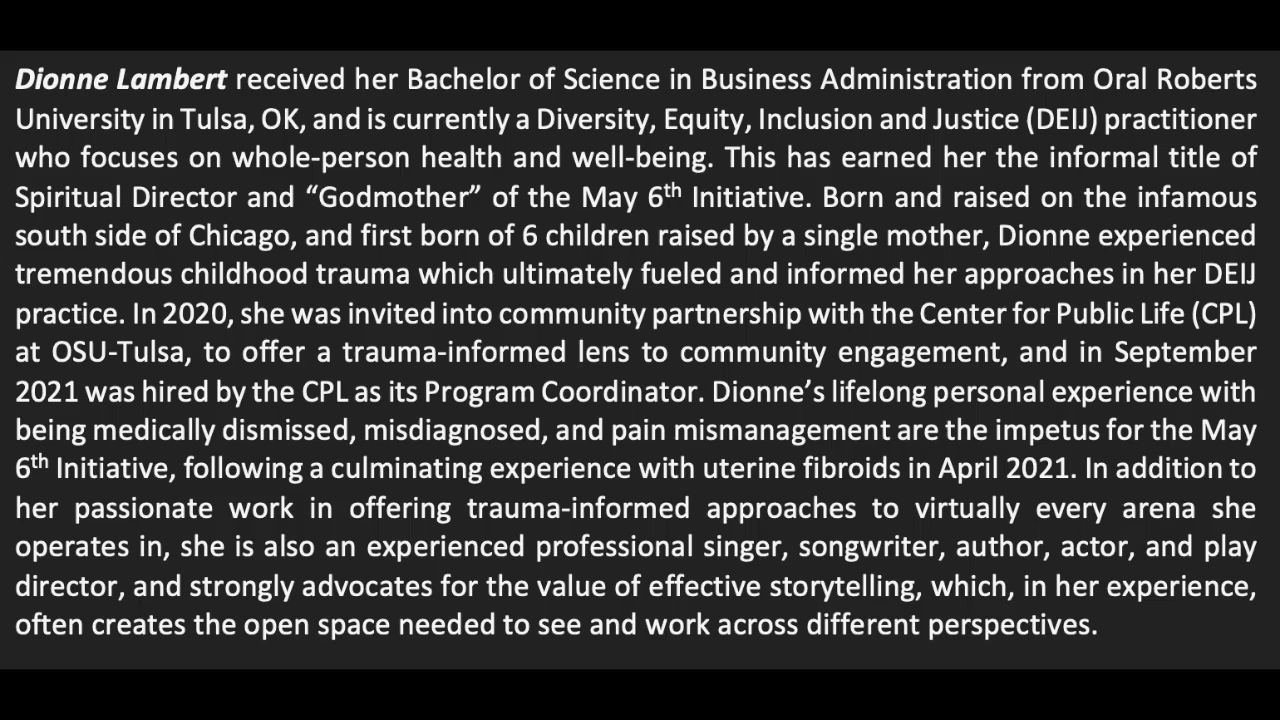 Dionne Lambert received her Bachelor of Science in Business Administration from Oral Roberts
University in Tulsa, OK, and is currently a Diversity, Equity, Inclusion and Justice (DEIJ) practitioner
who focuses on whole-person health and well-being. This has earned her the informal title of
Spiritual Director and “Godmother” of the May 6th Initiative. Born and raised on the infamous
south side of Chicago, and first born of 6 children raised by a single mother, Dionne experienced
tremendous childhood trauma which ultimately fueled and informed her approaches in her DEIJ
practice. In 2020, she was invited into community partnership with the Center for Public Life (CPL)
at OSU-Tulsa, to offer a trauma-informed lens to community engagement, and in September
2021 was hired by the CPL as its Program Coordinator. Dionne’s lifelong personal experience with
being medically dismissed, misdiagnosed, and pain mismanagement are the impetus for the May
6th Initiative, following a culminating experience with uterine fibroids in April 2021. In addition to
her passionate work in offering trauma-informed approaches to virtually every arena she
operates in, she is also an experienced professional singer, songwriter, author, actor, and play
director, and strongly advocates for the value of effective storytelling, which, in her experience,
often creates the open space needed to see and work across different perspectives.